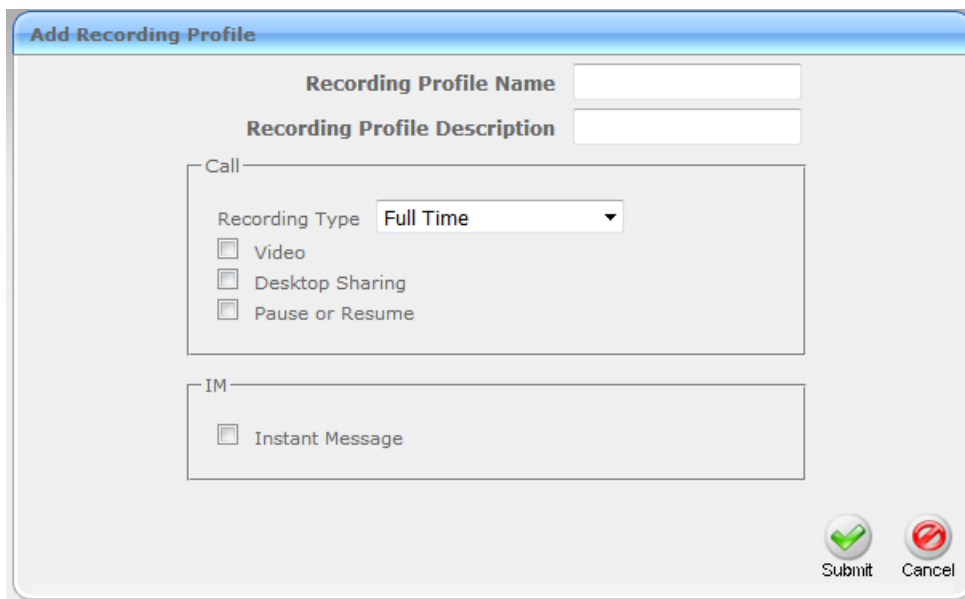 Add Recording Profile
Recording Profile Name
Recording Profile Description
Call
Recording Type Full Time
Video
Desktop Sharing
Pause or Resume
IM
Instant Message
Submit Cancel